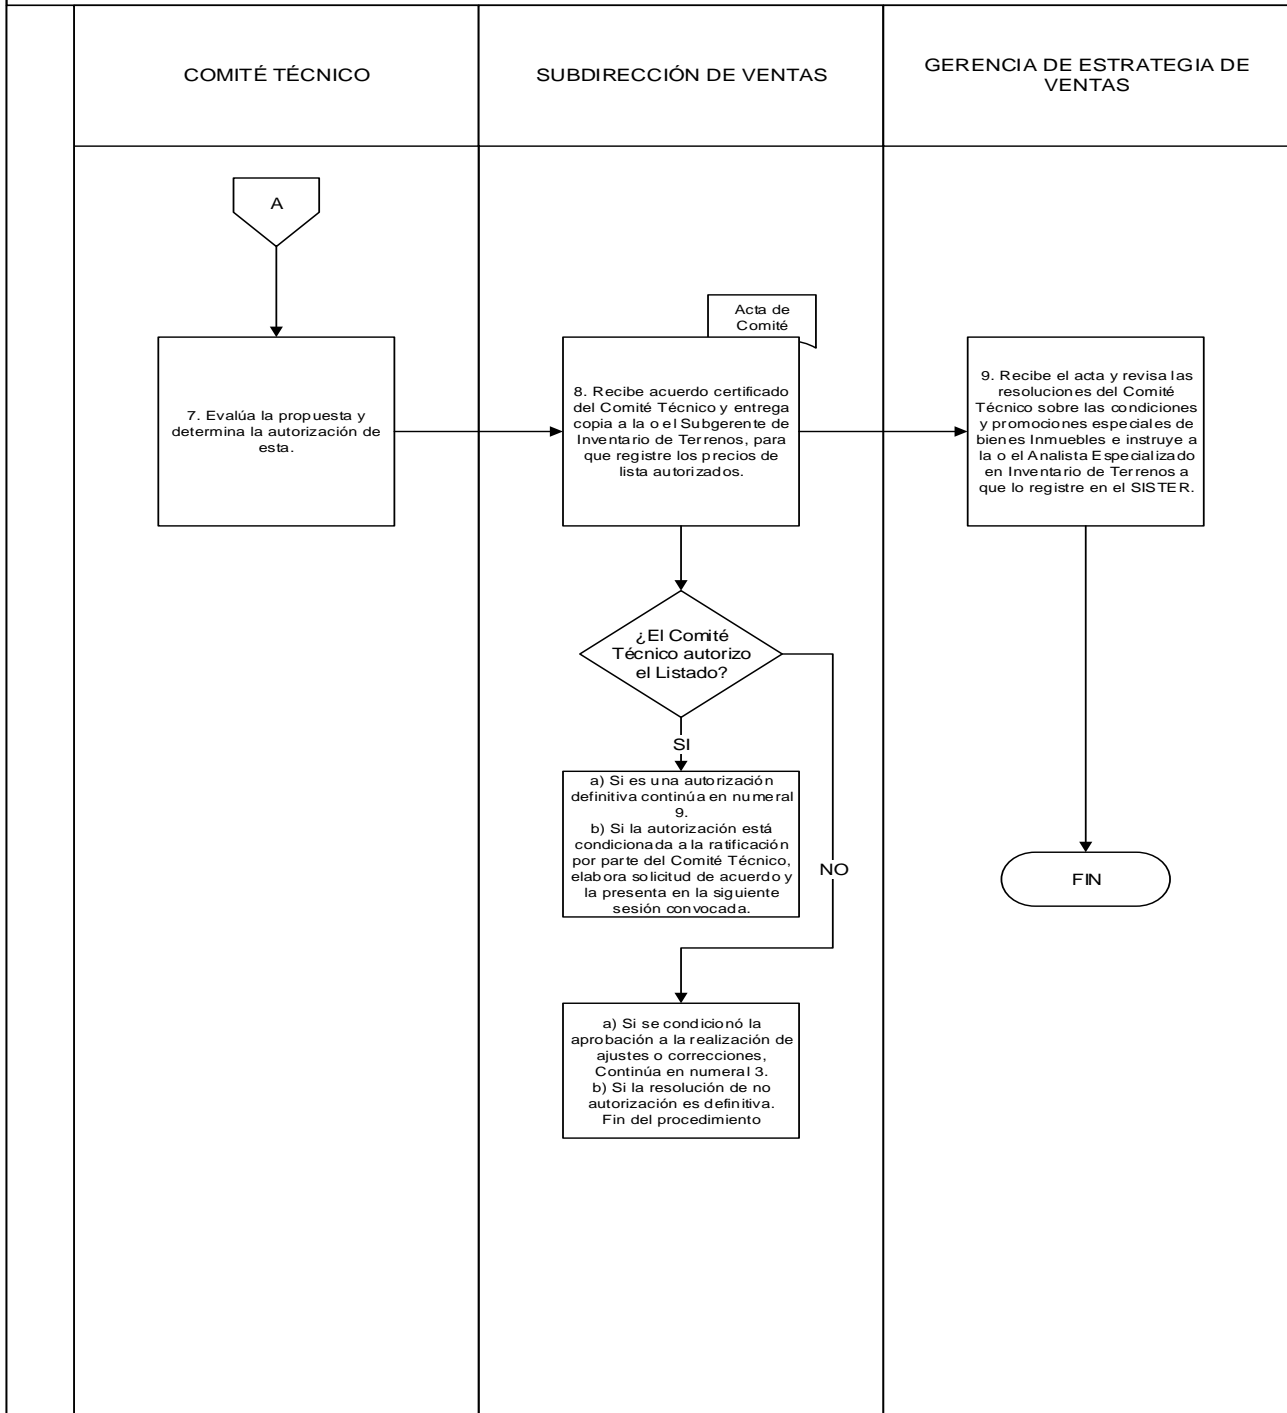 COMITÉ TÉCNICO
SUBDIRECCIÓN DE VENTAS
GERENCIA DE ESTRATEGIA DE
VENTAS
A
7. Evalúa la propuesta y
determina la autorización de
esta.
Acta de
Comité
8. Recibe acuerdo certificado
del Comité Técnico y entrega
copia a la o el Subgerente de
Inventario de Terrenos, para
que registre los precios de
lista autorizados.
9. Recibe el acta y revisa las
resoluciones del Comité
Técnico sobre las condiciones
y promociones especiales de
bienes Inmuebles e instruye a
la o el Analista Especializado
en Inventario de Terrenos a
que lo registre en el SISTER.
¿El Comité
Técnico autorizo
el Listado?
SI
a) Si es una autorización
definitiva continúa en numeral
9.
b) Si la autorización está
condicionada a la ratificación
por parte del Comité Técnico,
elabora solicitud de acuerdo y
la presenta en la siguiente
sesión convocada.
NO
FIN
a) Si se condicionó la
aprobación a la realización de
ajustes o correcciones,
Continúa en numeral 3.
b) Si la resolución de no
autorización es definitiva.
Fin del procedimiento